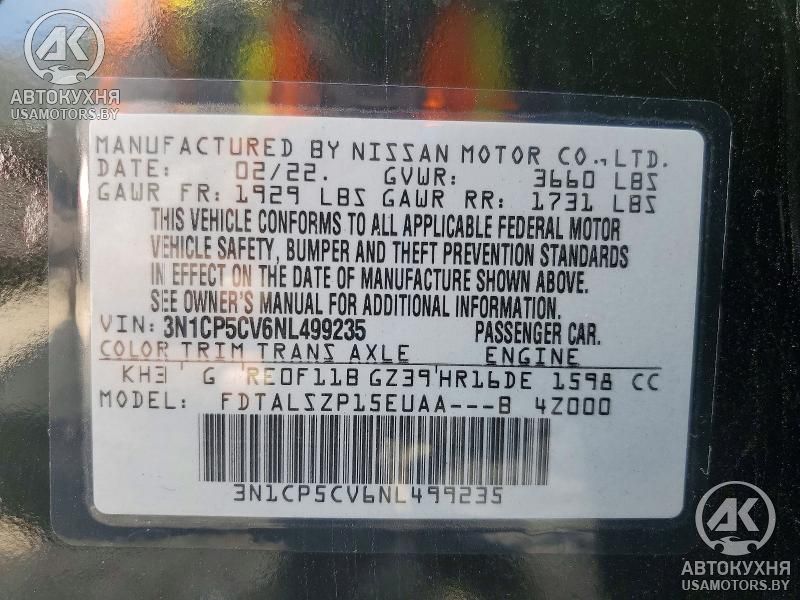 AK
АВТОКУХНЯ
USAMOTORS.BY
MANUFACTURED BY NISSAN MOTOR CO., LTD.
DATE: 02/22. GVWR: 3660 LBS
GAWR FR: 1929 LBS GAWR RR: 1731 LBS
THIS VEHICLE CONFORMS TO ALL APPLICABLE FEDERAL MOTOR
VEHICLE SAFETY, BUMPER AND THEFT PREVENTION STANDARDS
IN EFFECT ON THE DATE OF MANUFACTURE SHOWN ABOVE.
SEE OWNER'S MANUAL FOR ADDITIONAL INFORMATION.
VIN: 3N1CP5CV6NL499235 PASSENGER CAR.
COLOR TRIM TRANS AXLE ENGINE
KH3 ' G ' RE0F11B GZ39 ' HR16DE 1598 CC
MODEL: FDTALSZP15EUAA---B 4Z000
3N1CP5CV6NL499235
AK
АВТОКУХНЯ
USAMOTORS.BY